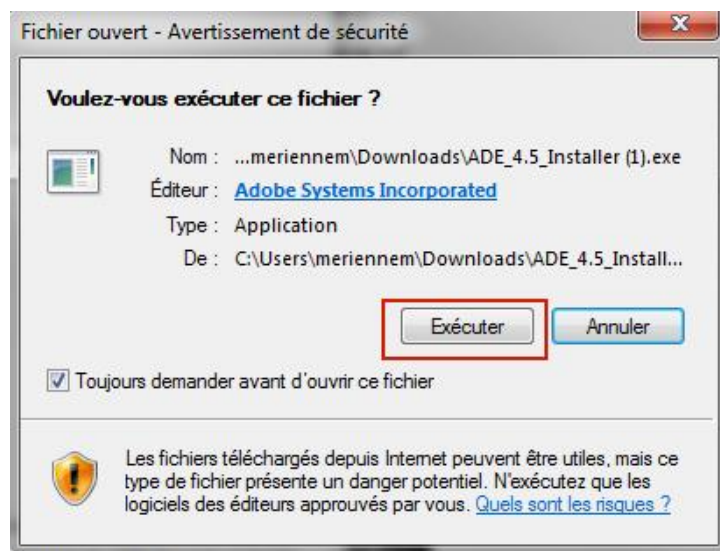 Fichier ouvert - Avertissement de sécurité
Voulez-vous exécuter ce fichier ?
Nom : ...meriennem\Downloads\ADE_4.5_Installer (1).exe
Éditeur : Adobe Systems Incorporated
Type : Application
De : C:\Users\meriennem\Downloads\ADE_4.5_Install...
Exécuter Annuler
Toujours demander avant d'ouvrir ce fichier
Les fichiers téléchargés depuis Internet peuvent être utiles, mais ce
type de fichier présente un danger potentiel. N'exécutez que les
logiciels des éditeurs approuvés par vous. Quels sont les risques ?